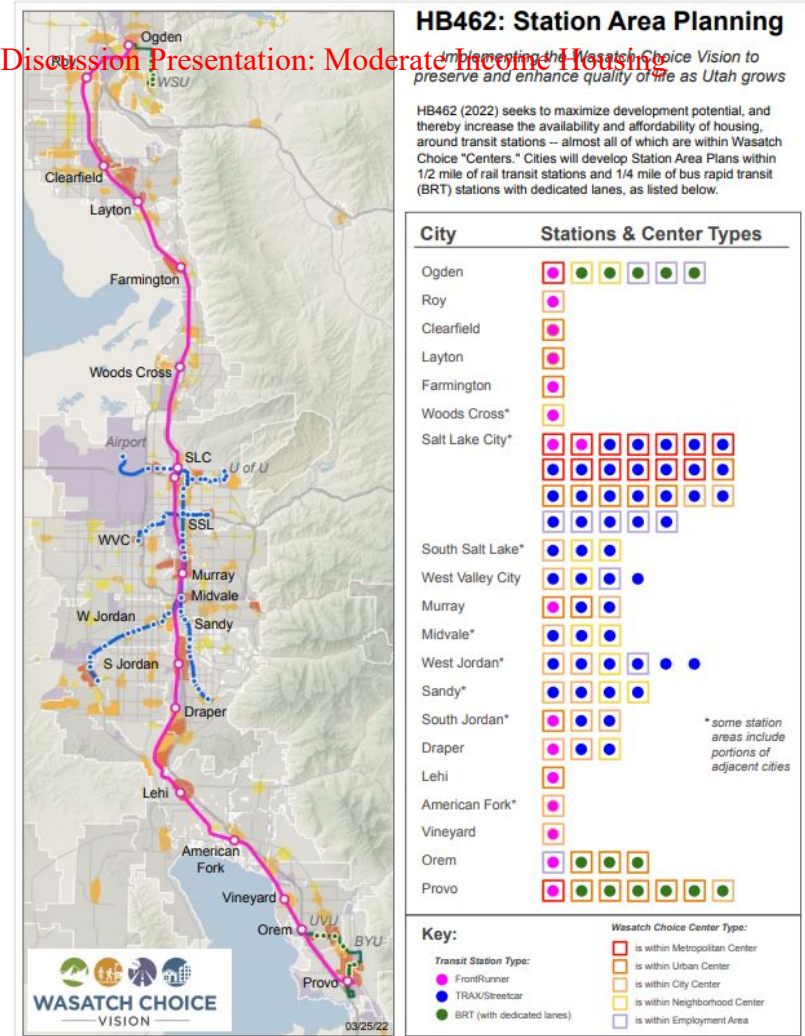 HB462: Station Area Planning
Discussion Presentation: Moderate Income Housing
Implementing the Wasatch Choice Vision to
preserve and enhance quality of life as Utah grows
HB462 (2022) seeks to maximize development potential, and
thereby increase the availability and affordability of housing,
around transit stations -- almost all of which are within Wasatch
Choice "Centers." Cities will develop Station Area Plans within
1/2 mile of rail transit stations and 1/4 mile of bus rapid transit
(BRT) stations with dedicated lanes, as listed below.
Ogden
Roy
WSU
Clearfield
Layton
Farmington
Woods Cross
Airport
SLC
U of U
SSL
WVC
Murray
Midvale
W Jordan
Sandy
S Jordan
Draper
Lehi
American
Fork
Vineyard
Orem
UVU
BYU
Provo
WASATCH CHOICE
VISION
03/25/22
City Stations & Center Types
Ogden
Roy
Clearfield
Layton
Farmington
Woods Cross*
Salt Lake City*
South Salt Lake*
West Valley City
Murray
Midvale*
West Jordan*
Sandy*
South Jordan*
Draper
Lehi
American Fork*
Vineyard
Orem
Provo
* some station
areas include
portions of
adjacent cities
Key:
Transit Station Type:
FrontRunner
TRAX/Streetcar
BRT (with dedicated lanes)
Wasatch Choice Center Type:
is within Metropolitan Center
is within Urban Center
is within City Center
is within Neighborhood Center
is within Employment Area